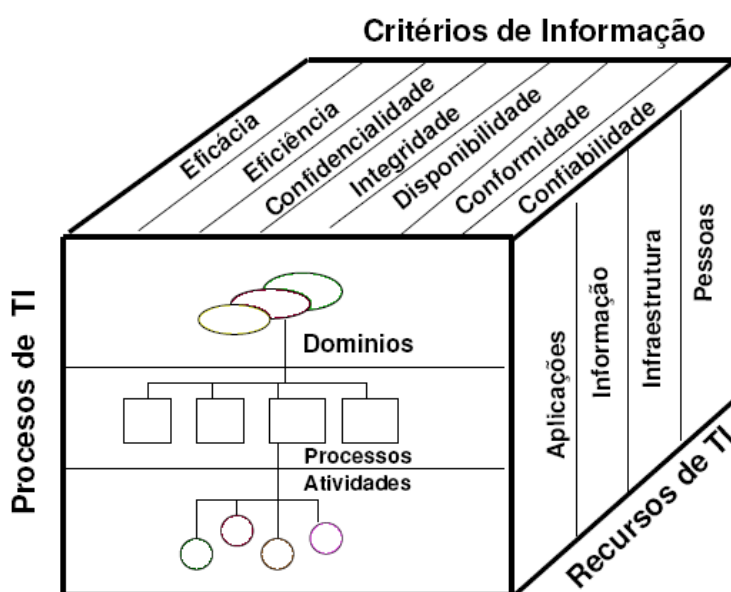 Critérios de Informação
Eficácia
Eficiência
Confidencialidade
Integridade
Disponibilidade
Conformidade
Confiabilidade
Procesos de TI
Dominios
Processos
Atividades
Aplicações
Informação
Infraestrutura
Pessoas
Recursos de TI